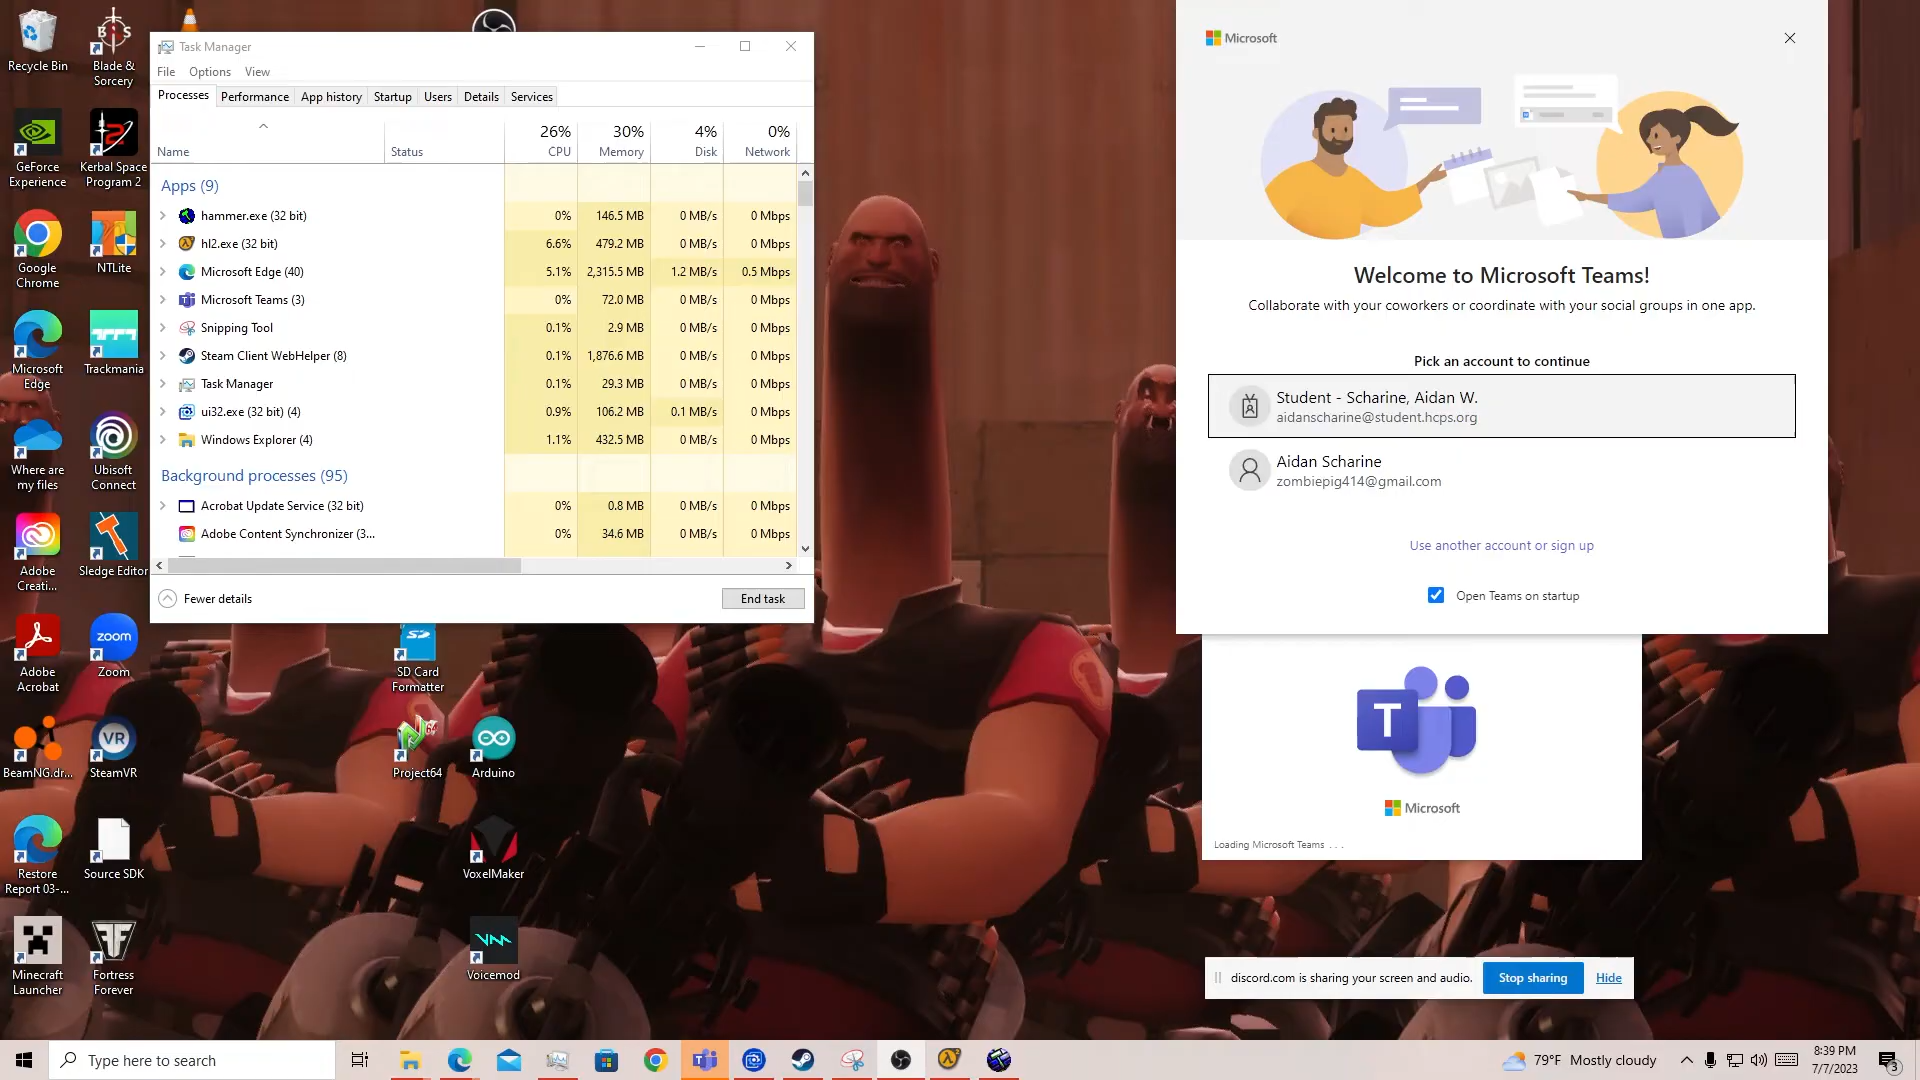 Recycle Bin
Blade &
Sorcery
GeForce
Experience
Kerbal Space
Program 2
Google
Chrome
NTLite
Microsoft
Edge
Trackmania
Where are
my files
Ubisoft
Connect
Adobe
Creati...
Sledge Editor
Adobe
Acrobat
zoom
Zoom
BeamNG.dr...
VR
SteamVR
Restore
Report 03-...
Source SDK
Minecraft
Launcher
Fortress
Forever
SD Card
Formatter
Project64
Arduino
VoxelMaker
Voicemod
Task Manager
File Options View
Processes Performance App history Startup Users Details Services
26% 30% 4% 0%
Name Status CPU Memory Disk Network
Apps (9)
hammer.exe (32 bit) 0% 146.5 MB 0 MB/s 0 Mbps
hl2.exe (32 bit) 6.6% 479.2 MB 0 MB/s 0 Mbps
Microsoft Edge (40) 5.1% 2,315.5 MB 1.2 MB/s 0.5 Mbps
Microsoft Teams (3) 0% 72.0 MB 0 MB/s 0 Mbps
Snipping Tool 0.1% 2.9 MB 0 MB/s 0 Mbps
Steam Client WebHelper (8) 0.1% 1,876.6 MB 0 MB/s 0 Mbps
Task Manager 0.1% 29.3 MB 0 MB/s 0 Mbps
ui32.exe (32 bit) (4) 0.9% 106.2 MB 0.1 MB/s 0 Mbps
Windows Explorer (4) 1.1% 432.5 MB 0 MB/s 0 Mbps
Background processes (95)
Acrobat Update Service (32 bit) 0% 0.8 MB 0 MB/s 0 Mbps
Adobe Content Synchronizer (3... 0% 34.6 MB 0 MB/s 0 Mbps
Fewer details
End task
Microsoft
Welcome to Microsoft Teams!
Collaborate with your coworkers or coordinate with your social groups in one app.
Pick an account to continue
Student - Scharine, Aidan W.
aidanscharine@student.hcps.org
Aidan Scharine
zombiepig414@gmail.com
Use another account or sign up
Open Teams on startup
T
Microsoft
Loading Microsoft Teams . . .
discord.com is sharing your screen and audio. Stop sharing Hide
Type here to search
79°F Mostly cloudy
8:39 PM
7/7/2023
3